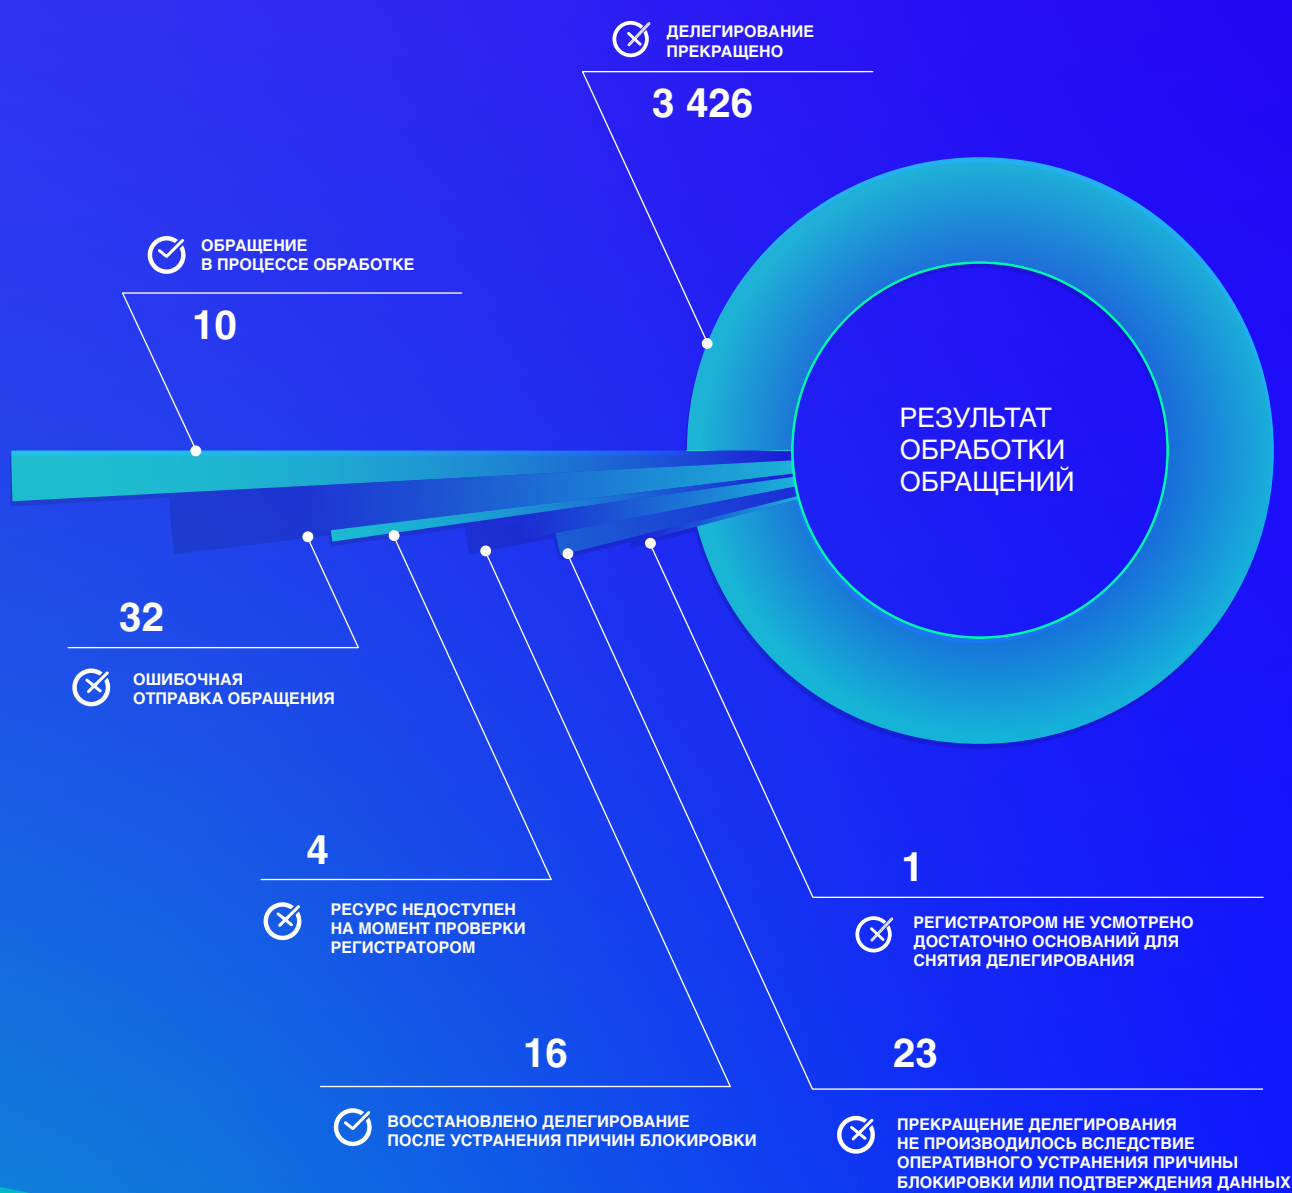 ДЕЛЕГИРОВАНИЕ
ПРЕКРАЩЕНО
3 426
ОБРАЩЕНИЕ
В ПРОЦЕССЕ ОБРАБОТКЕ
10
РЕЗУЛЬТАТ
ОБРАБОТКИ
ОБРАЩЕНИЙ
32
ОШИБОЧНАЯ
ОТПРАВКА ОБРАЩЕНИЯ
4
РЕСУРС НЕДОСТУПЕН
НА МОМЕНТ ПРОВЕРКИ
РЕГИСТРАТОРОМ
1
РЕГИСТРАТОРОМ НЕ УСМОТРЕНО
ДОСТАТОЧНО ОСНОВАНИЙ ДЛЯ
СНЯТИЯ ДЕЛЕГИРОВАНИЯ
16
ВОССТАНОВЛЕНО ДЕЛЕГИРОВАНИЕ
ПОСЛЕ УСТРАНЕНИЯ ПРИЧИН БЛОКИРОВКИ
23
ПРЕКРАЩЕНИЕ ДЕЛЕГИРОВАНИЯ
НЕ ПРОИЗВОДИЛОСЬ ВСЛЕДСТВИЕ
ОПЕРАТИВНОГО УСТРАНЕНИЯ ПРИЧИНЫ
БЛОКИРОВКИ ИЛИ ПОДТВЕРЖДЕНИЯ ДАННЫХ